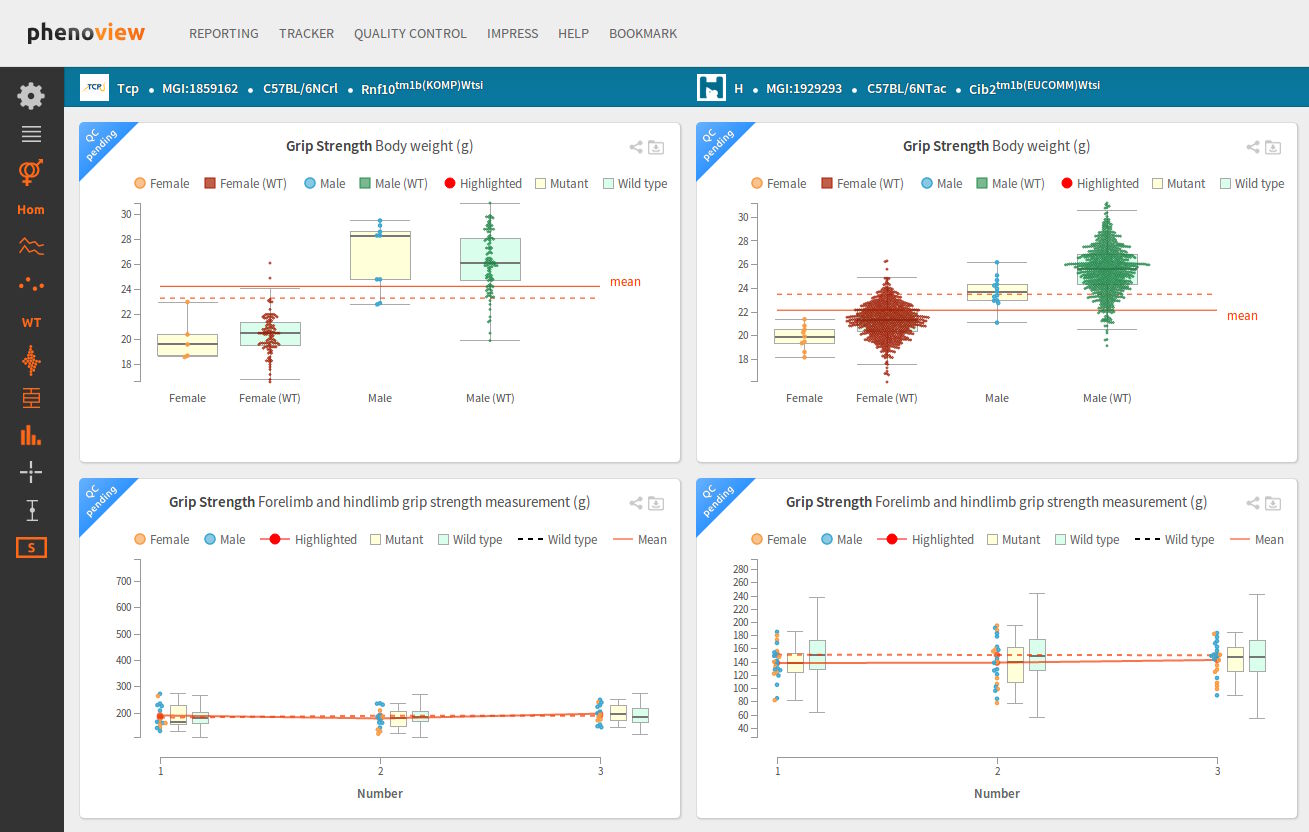 phenoview REPORTING TRACKER QUALITY CONTROL IMPRESS HELP BOOKMARK
TCP Tcp • MGI:1859162 • C57BL/6NCrl • Rnf10tm1b(KOMP)Wtsi
H H • MGI:1929293 • C57BL/6NTac • Cib2tm1b(EUCOMM)Wtsi
Hom
WT
S
QC
pending
Grip Strength Body weight (g)
Female Female (WT) Male Male (WT) Highlighted Mutant Wild type
30
28
26
24
22
20
18
mean
Female Female (WT) Male Male (WT)
QC
pending
Grip Strength Body weight (g)
Female Female (WT) Male Male (WT) Highlighted Mutant Wild type
30
28
26
24
22
20
18
mean
Female Female (WT) Male Male (WT)
QC
pending
Grip Strength Forelimb and hindlimb grip strength measurement (g)
Female Male Highlighted Mutant Wild type Wild type Mean
700
600
500
400
300
200
1 2 3
Number
QC
pending
Grip Strength Forelimb and hindlimb grip strength measurement (g)
Female Male Highlighted Mutant Wild type Wild type Mean
280
260
240
220
200
180
160
140
120
100
80
60
40
1 2 3
Number